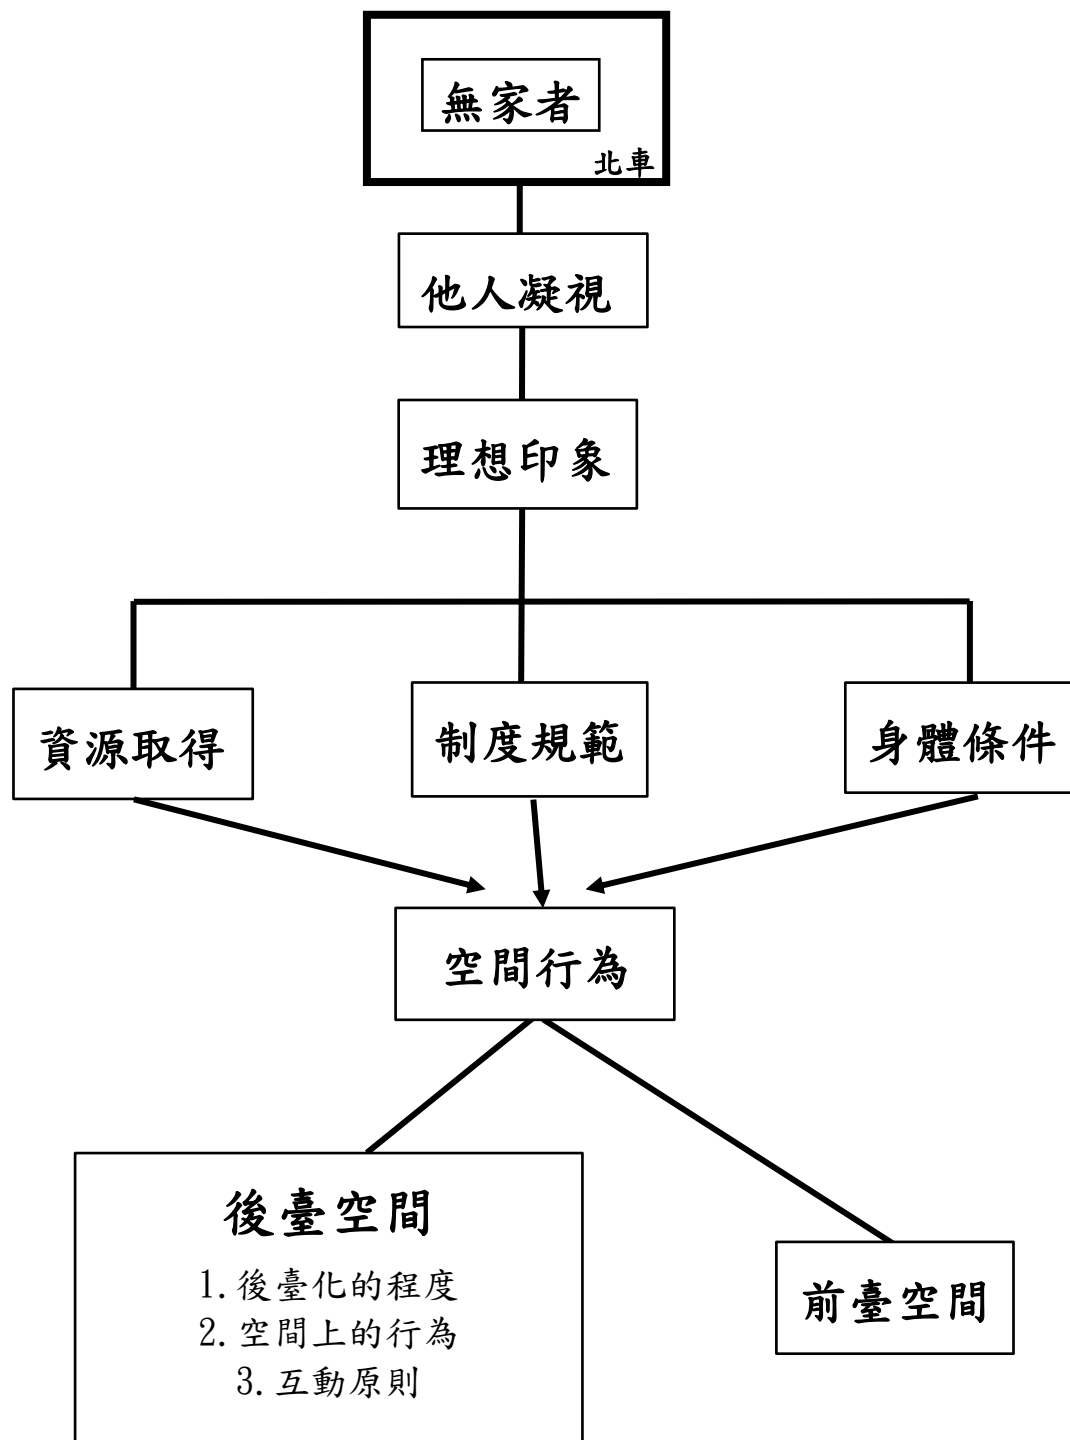 無家者
北車
他人凝視
理想印象
資源取得
制度規範
身體條件
空間行為
後臺空間
1.後臺化的程度
2.空間上的行為
3.互動原則
前臺空間